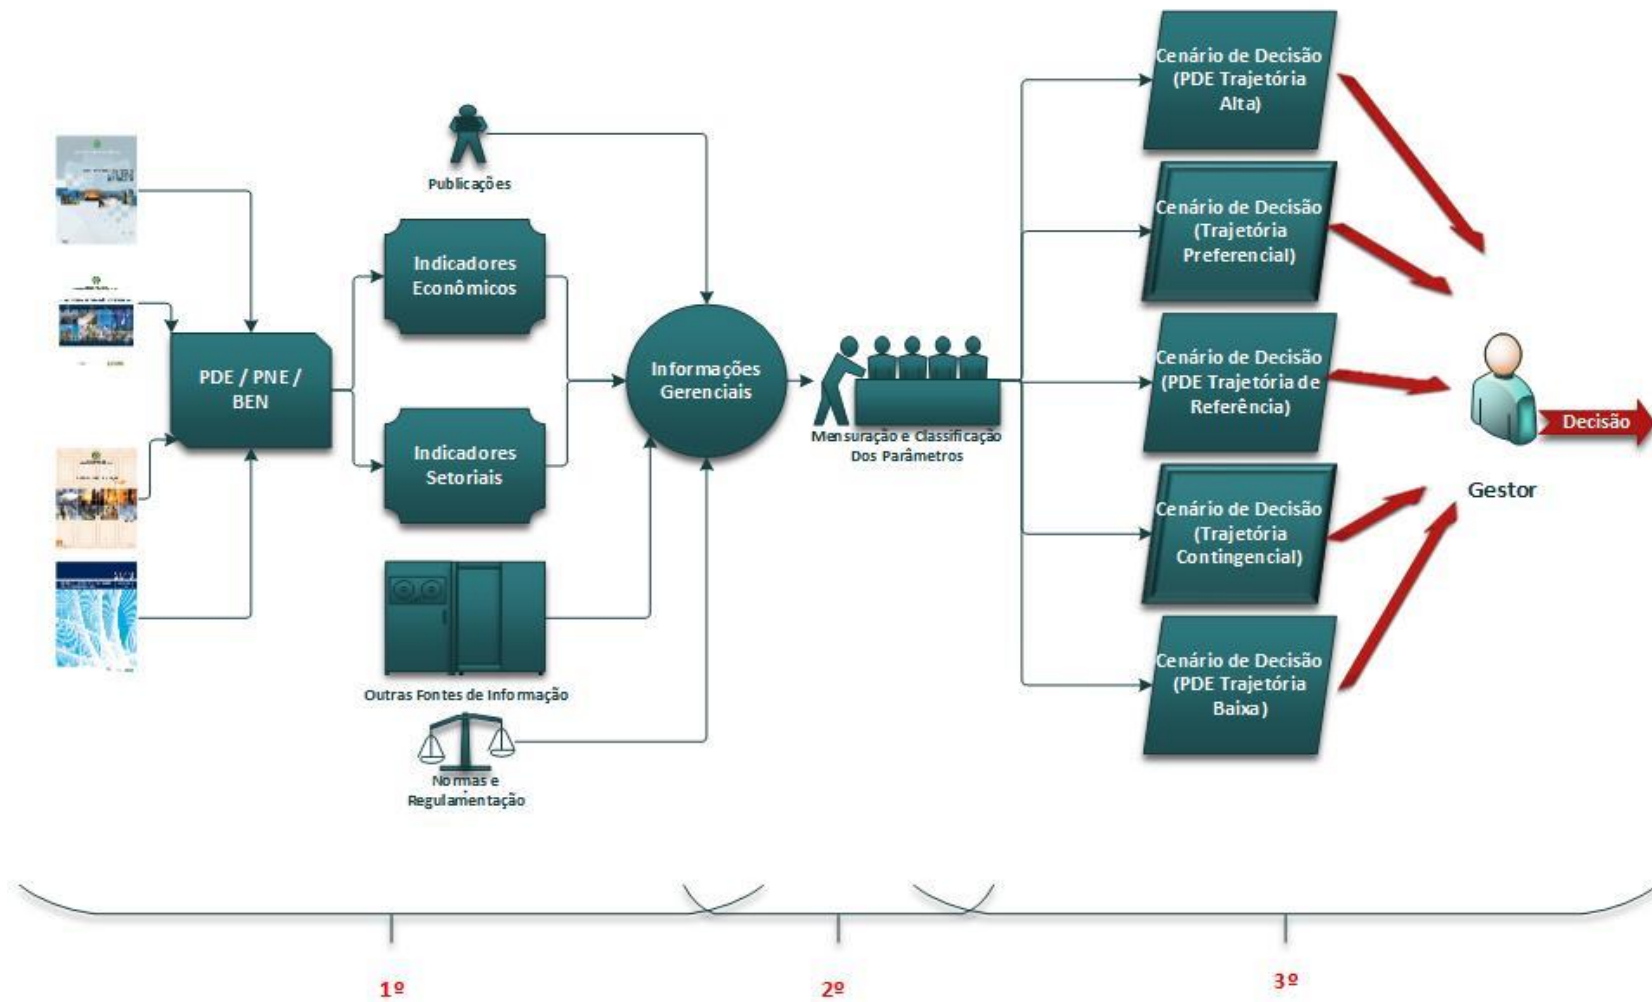 Publicações
Indicadores
Econômicos
PDE / PNE /
BEN
Indicadores
Setoriais
Outras Fontes de Informação
Normas e
Regulamentação
Informações
Gerenciais
Mensuração e Classificação
Dos Parâmetros
Cenário de Decisão
(PDE Trajetória
Alta)
Cenário de Decisão
(Trajetória
Preferencial)
Cenário de Decisão
(PDE Trajetória de
Referência)
Cenário de Decisão
(Trajetória
Contingencial)
Cenário de Decisão
(PDE Trajetória
Baixa)
Gestor
Decisão
1º
2º
3º